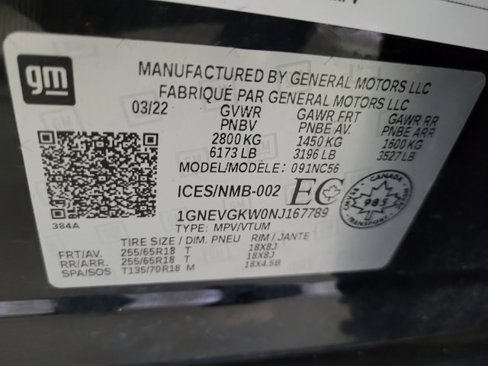 gm
MANUFACTURED BY GENERAL MOTORS LLC
FABRIQUÉ PAR GENERAL MOTORS LLC
03/22 GVWR GAWR FRT GAWR RR
PNBV PNBE AV. PNBE ARR
2800 KG 1450 KG 1600 KG
6173 LB 3196 LB 3527 LB
MODEL/MODÈLE: 091NC56
ICES/NMB-002 EC CANADA 985
1GNEVGKW0NJ167789
384A TYPE: MPV/VTUM
TIRE SIZE / DIM. PNEU RIM / JANTE
FRT/AV. 255/65R18 T 18X8J
RR/ARR. 255/65R18 T 18X8J
SPA/SOS T135/70R18 M 18X4.5B